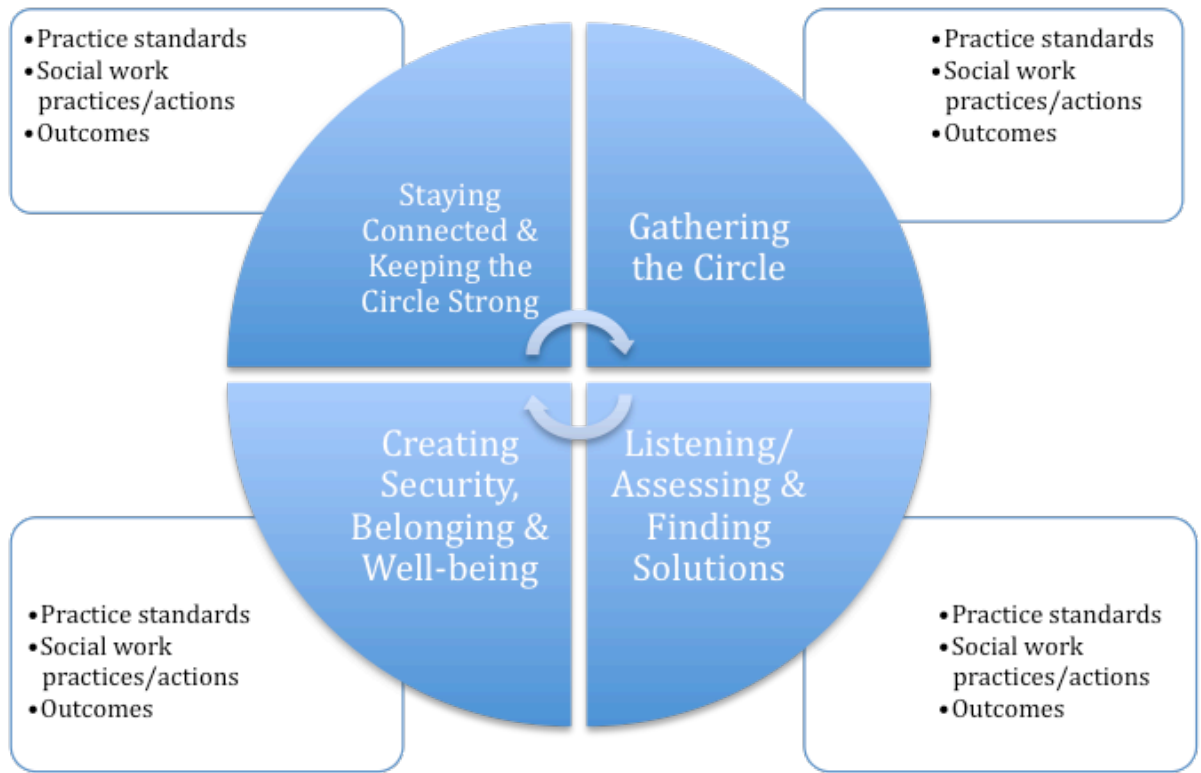 •Practice standards
•Social work
practices/actions
•Outcomes
•Practice standards
•Social work
practices/actions
•Outcomes
Staying
Connected &
Keeping the
Circle Strong
Gathering
the Circle
Creating
Security,
Belonging &
Well-being
Listening/
Assessing &
Finding
Solutions
•Practice standards
•Social work
practices/actions
•Outcomes
•Practice standards
•Social work
practices/actions
•Outcomes